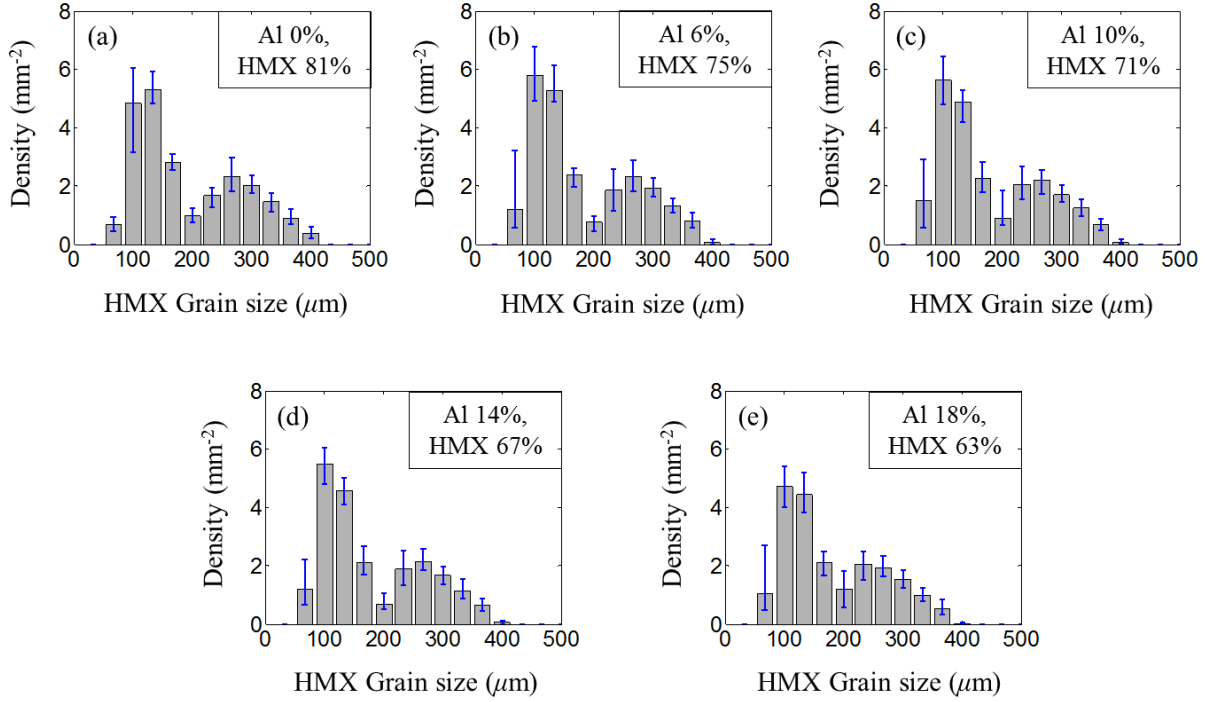 (a)
Al 0%,
HMX 81%
Density (mm-2)
8
6
4
2
0
0 100 200 300 400 500
HMX Grain size (μm)
(b)
Al 6%,
HMX 75%
Density (mm-2)
8
6
4
2
0
0 100 200 300 400 500
HMX Grain size (μm)
(c)
Al 10%,
HMX 71%
Density (mm-2)
8
6
4
2
0
0 100 200 300 400 500
HMX Grain size (μm)
(d)
Al 14%,
HMX 67%
Density (mm-2)
8
6
4
2
0
0 100 200 300 400 500
HMX Grain size (μm)
(e)
Al 18%,
HMX 63%
Density (mm-2)
8
6
4
2
0
0 100 200 300 400 500
HMX Grain size (μm)